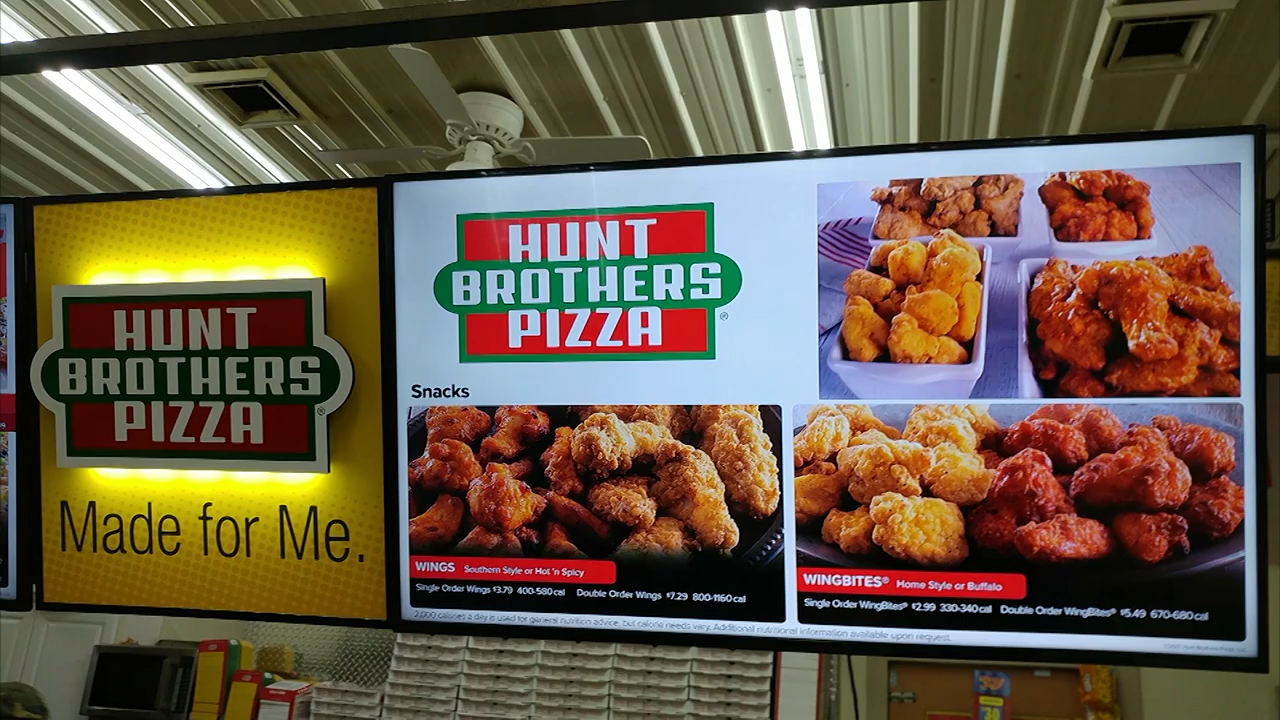 HUNT
BROTHERS
PIZZA
®
Made for Me.
HUNT
BROTHERS
PIZZA
®
Snacks
WINGS Southern Style or Hot 'n Spicy
Single Order Wings $3.79 400-580 cal Double Order Wings $7.29 800-1160 cal
WINGBITES® Home Style or Buffalo
Single Order WingBites® $2.99 330-340 cal Double Order WingBites® $5.49 670-680 cal
2,000 calories a day is used for general nutrition advice, but calorie needs vary. Additional nutritional information available upon request.